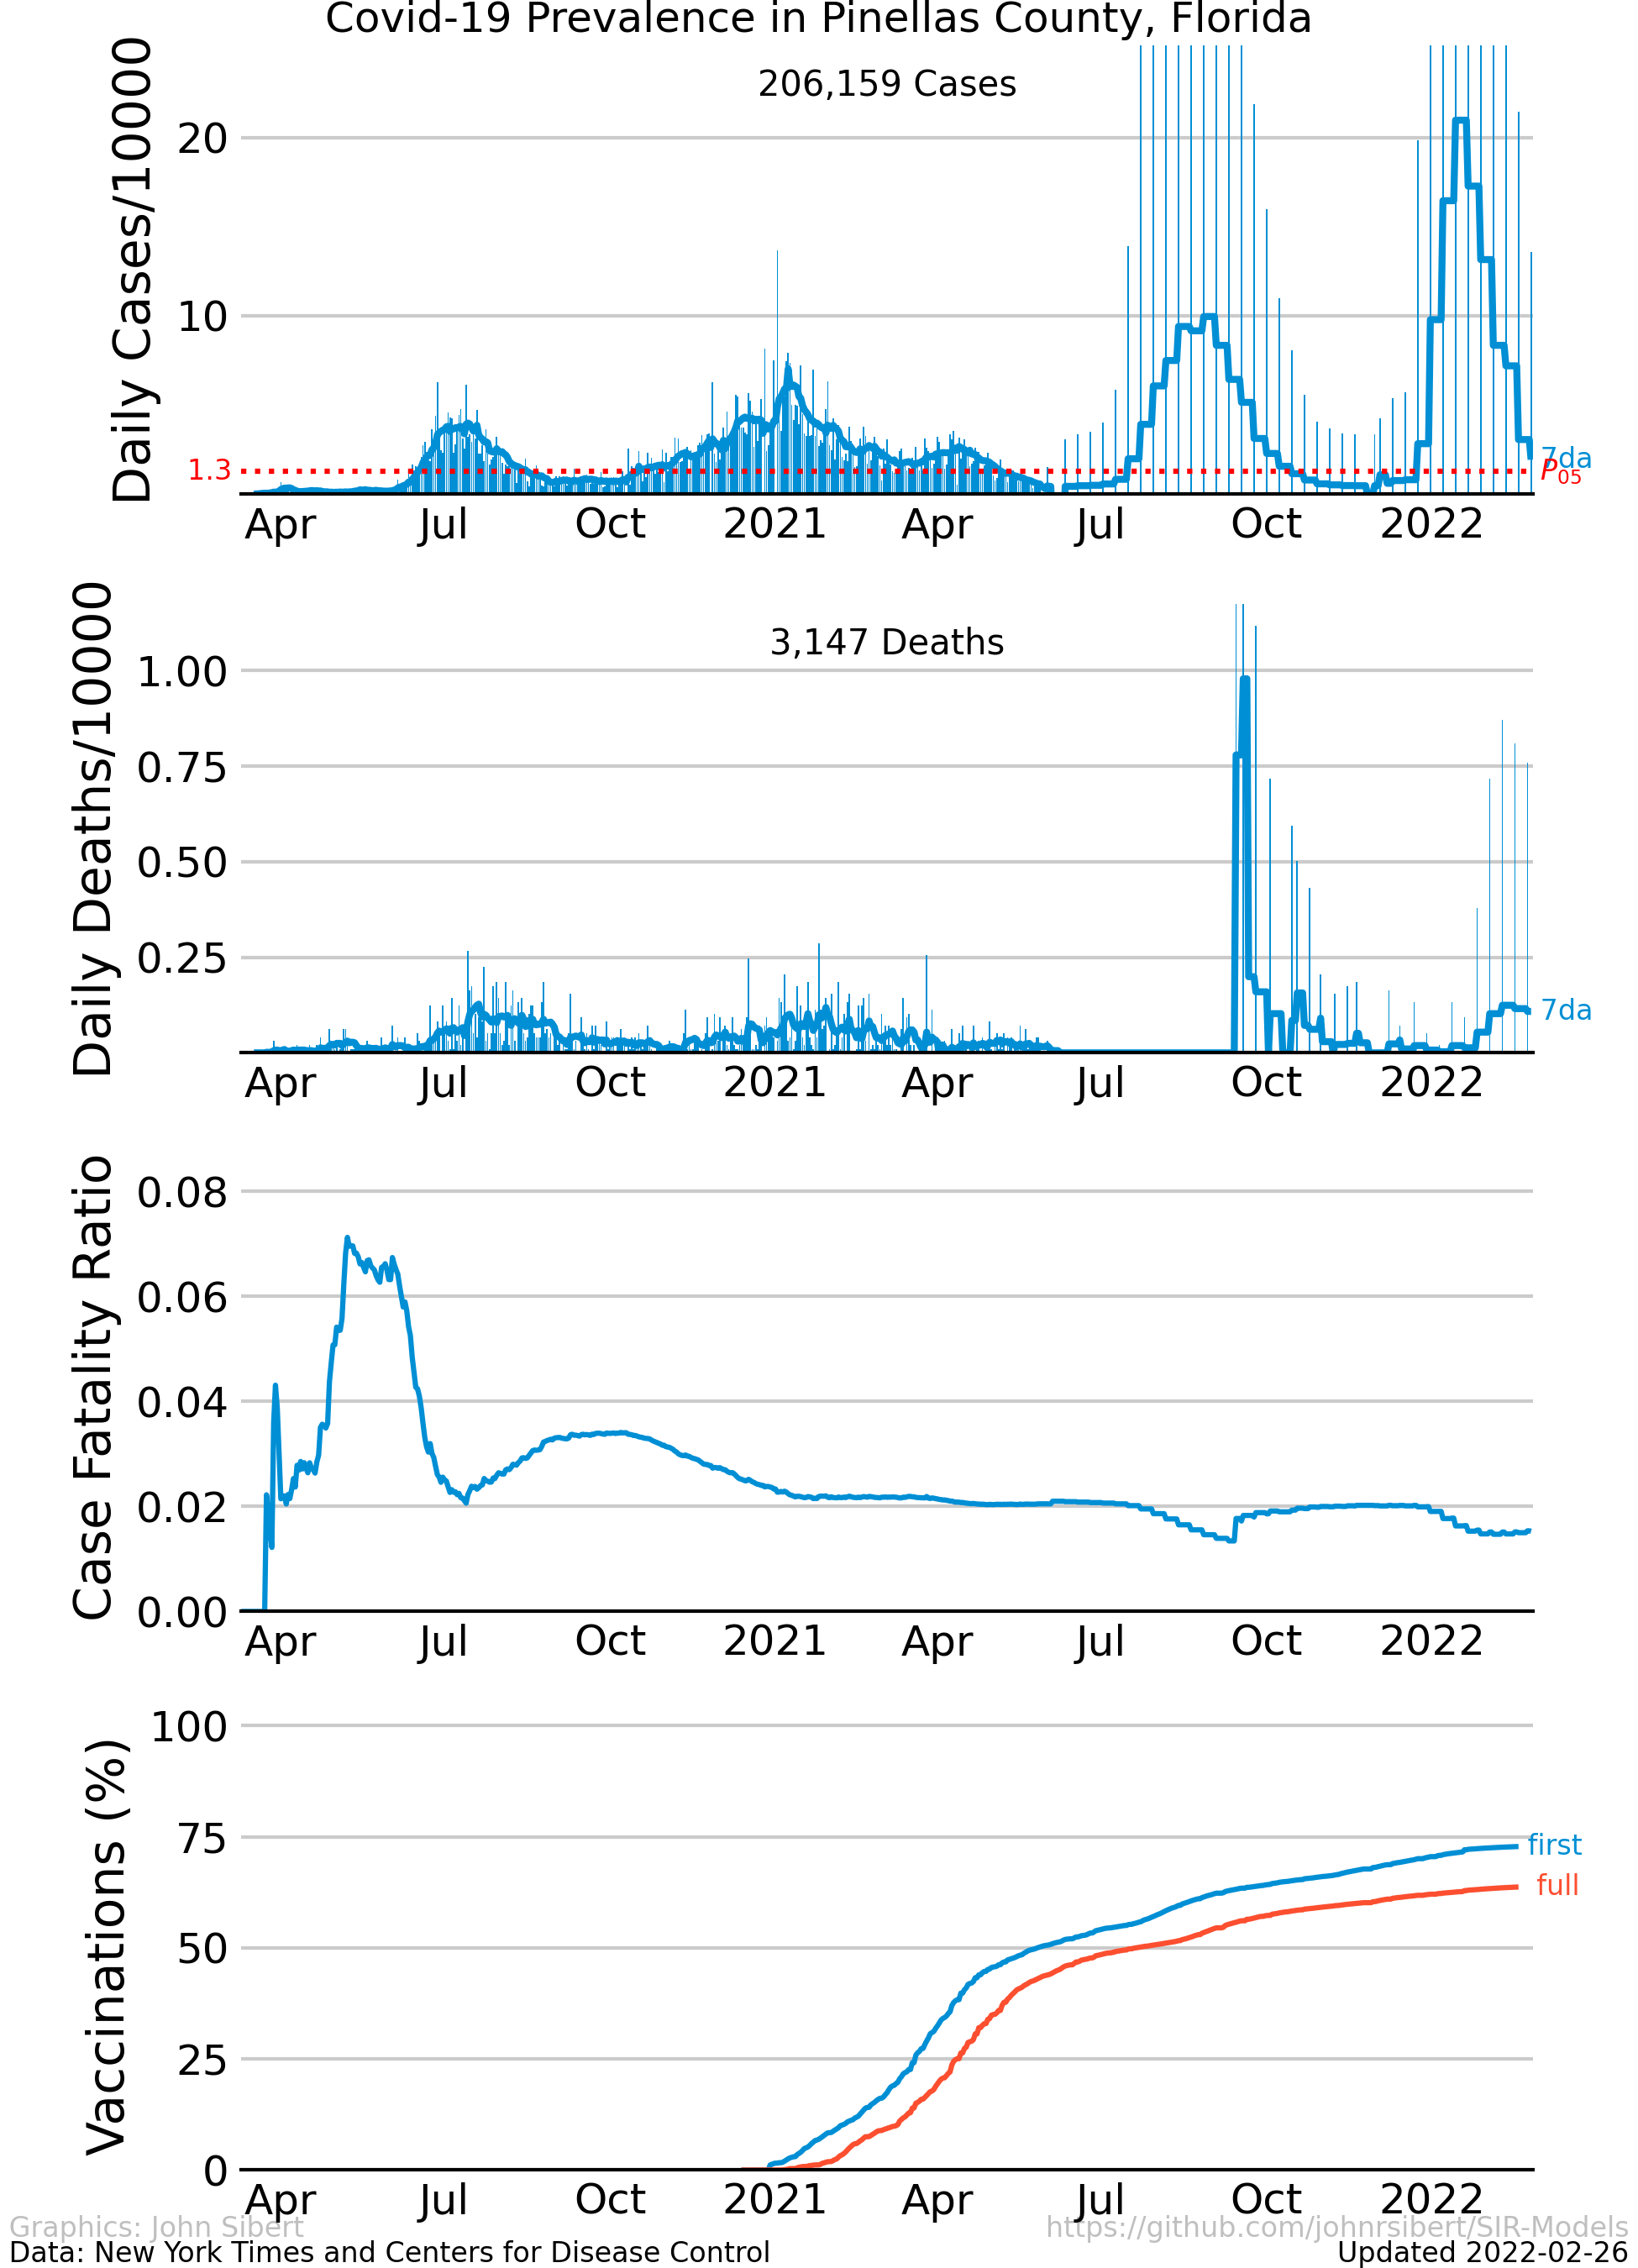 Covid-19 Prevalence in Pinellas County, Florida
Daily Cases/10000
206,159 Cases
20
10
1.3
7da
P05
Apr Jul Oct 2021 Apr Jul Oct 2022
Daily Deaths/10000
3,147 Deaths
1.00
0.75
0.50
0.25
7da
Apr Jul Oct 2021 Apr Jul Oct 2022
Case Fatality Ratio
0.08
0.06
0.04
0.02
0.00
Apr Jul Oct 2021 Apr Jul Oct 2022
Vaccinations (%)
100
75
50
25
0
first
full
Apr Jul Oct 2021 Apr Jul Oct 2022
Graphics: John Sibert https://github.com/johnrsibert/SIR-Models
Data: New York Times and Centers for Disease Control Updated 2022-02-26